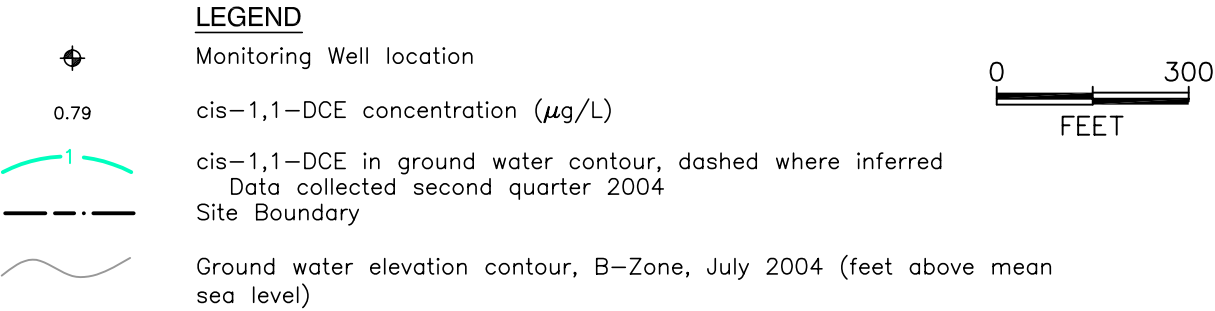 LEGEND
Monitoring Well location
0.79 cis-1,1-DCE concentration (μg/L)
1 cis-1,1-DCE in ground water contour, dashed where inferred
Data collected second quarter 2004
Site Boundary
Ground water elevation contour, B-Zone, July 2004 (feet above mean
sea level)
0 300
FEET